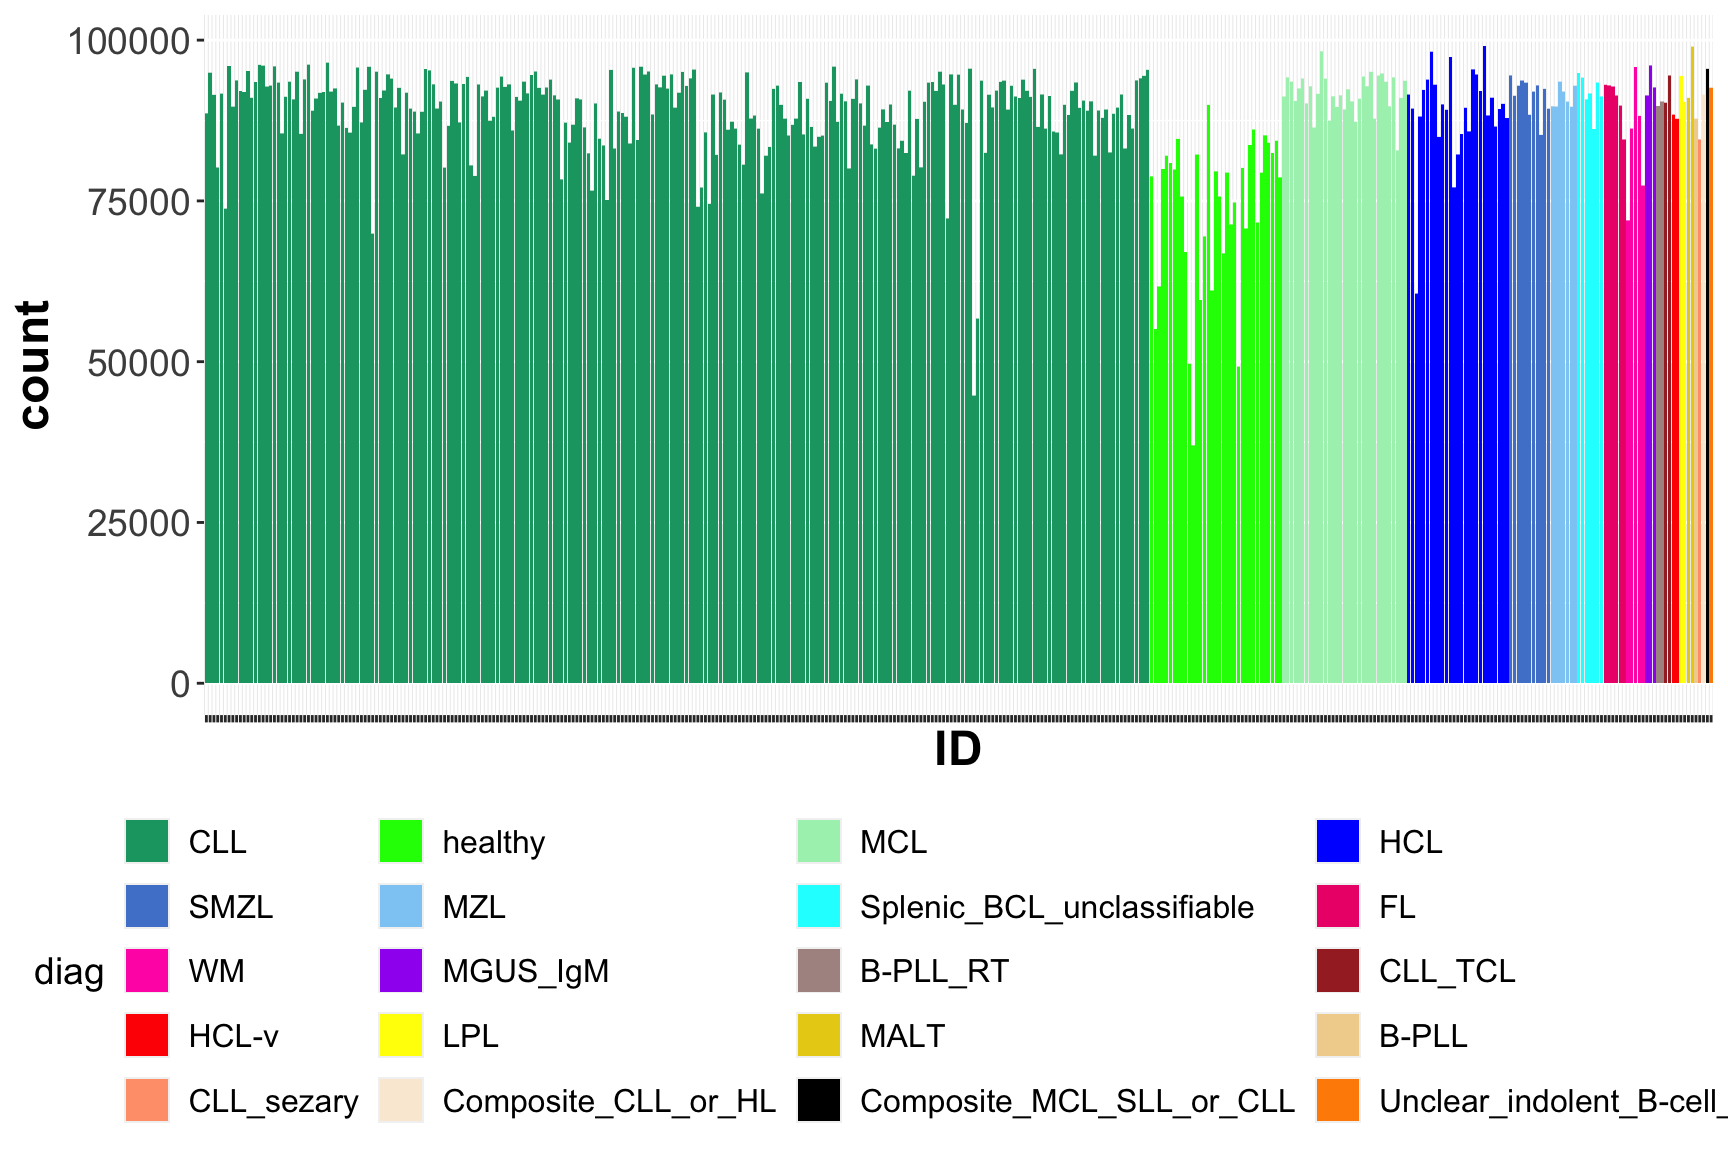 100000
75000
50000
25000
0
count
ID
diag
CLL healthy MCL HCL
SMZL MZL Splenic_BCL_unclassifiable FL
WM MGUS_IgM B-PLL_RT CLL_TCL
HCL-v LPL MALT B-PLL
CLL_sezary Composite_CLL_or_HL Composite_MCL_SLL_or_CLL Unclear_indolent_B-cell_